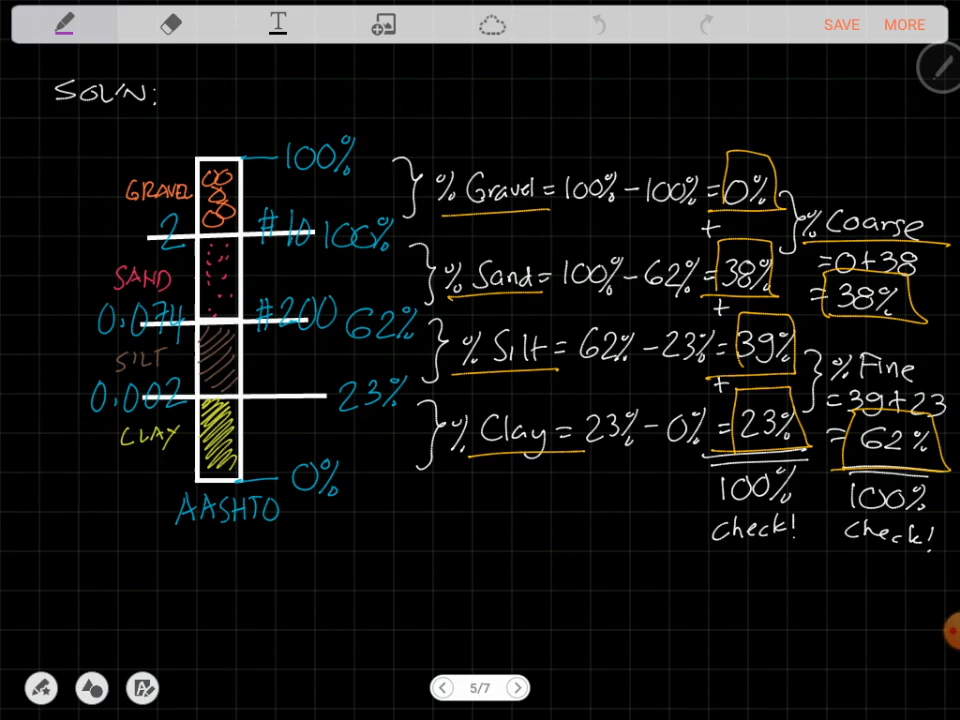 T
SAVE
MORE
SOL'N:
100%
GRAVEL
2
#10 100%
SAND
0.074
#200 62%
SILT
0.002
23%
CLAY
0%
AASHTO
} % Gravel = 100% - 100% = 0%
+
} % Sand = 100% - 62% = 38%
+
} % Silt = 62% - 23% = 39%
+
} % Clay = 23% - 0% = 23%
100%
check!
} % Coarse
= 0 + 38
= 38%
} % Fine
= 39 + 23
= 62%
100%
check!
5/7